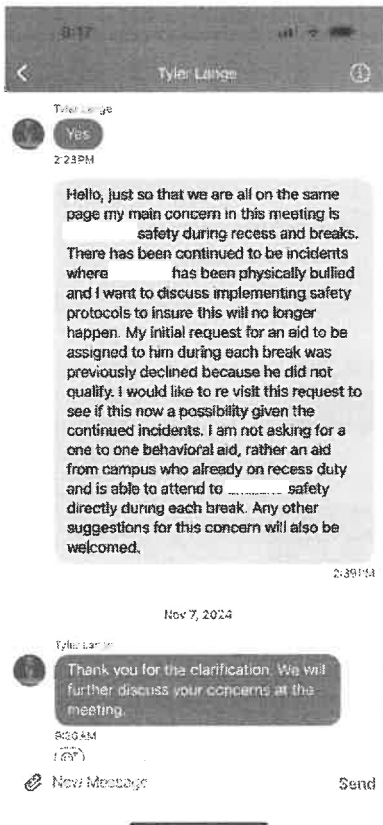 8:17
Tyler Lange
Tyler Lange
Yes
2:23PM
Hello, just so that we are all on the same
page my main concern in this meeting is
safety during recess and breaks.
There has been continued to be incidents
where has been physically bullied
and I want to discuss implementing safety
protocols to insure this will no longer
happen. My initial request for an aid to be
assigned to him during each break was
previously declined because he did not
qualify. I would like to re visit this request to
see if this now a possibility given the
continued incidents. I am not asking for a
one to one behavioral aid, rather an aid
from campus who already on recess duty
and is able to attend to safety
directly during each break. Any other
suggestions for this concern will also be
welcomed.
2:39PM
Nov 7, 2024
Tyler Lange
Thank you for the clarification. We will
further discuss your concerns at the
meeting.
AM
New Message
Send